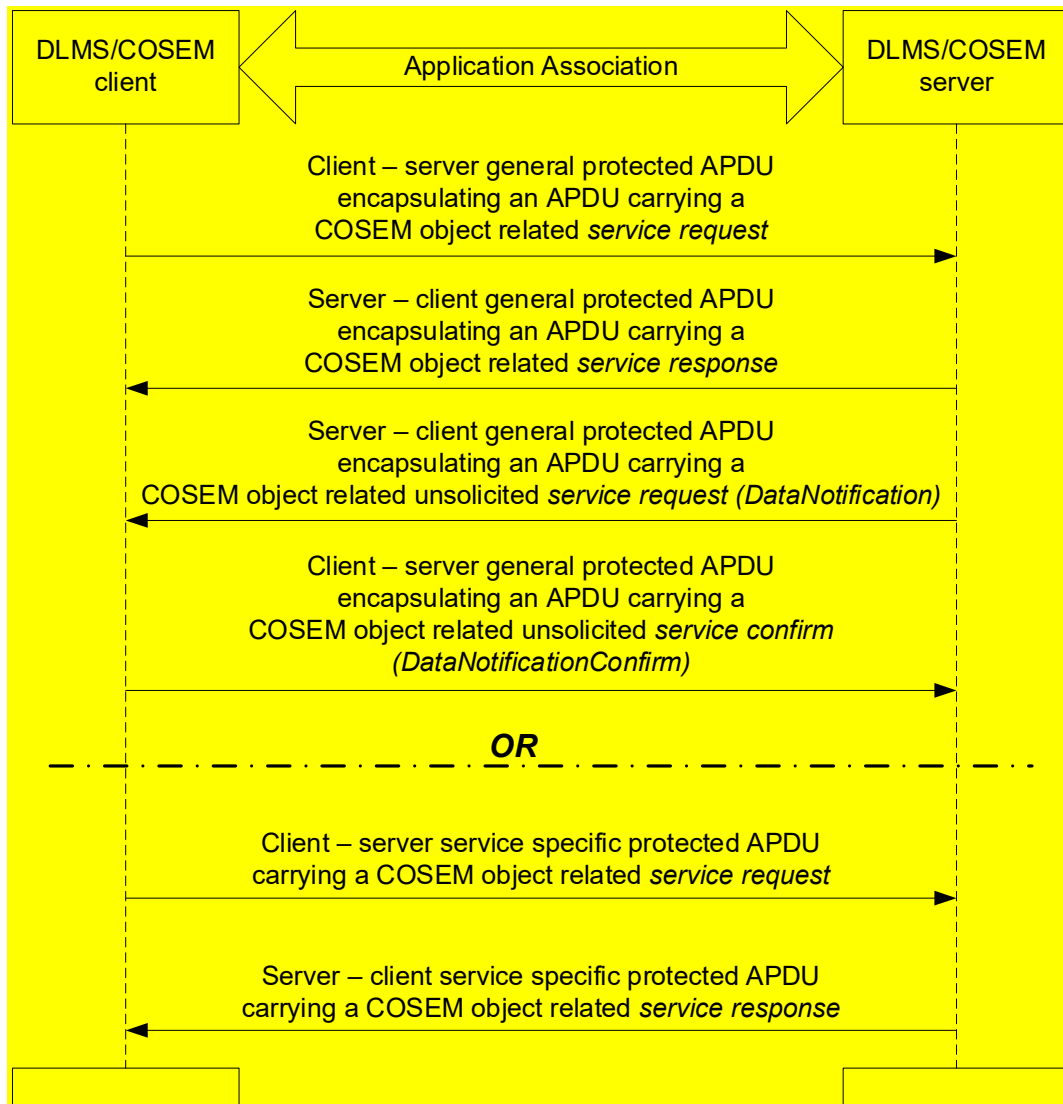 DLMS/COSEM
client
Application Association
DLMS/COSEM
server
Client – server general protected APDU
encapsulating an APDU carrying a
COSEM object related service request
Server – client general protected APDU
encapsulating an APDU carrying a
COSEM object related service response
Server – client general protected APDU
encapsulating an APDU carrying a
COSEM object related unsolicited service request (DataNotification)
Client – server general protected APDU
encapsulating an APDU carrying a
COSEM object related unsolicited service confirm
(DataNotificationConfirm)
OR
Client – server service specific protected APDU
carrying a COSEM object related service request
Server – client service specific protected APDU
carrying a COSEM object related service response